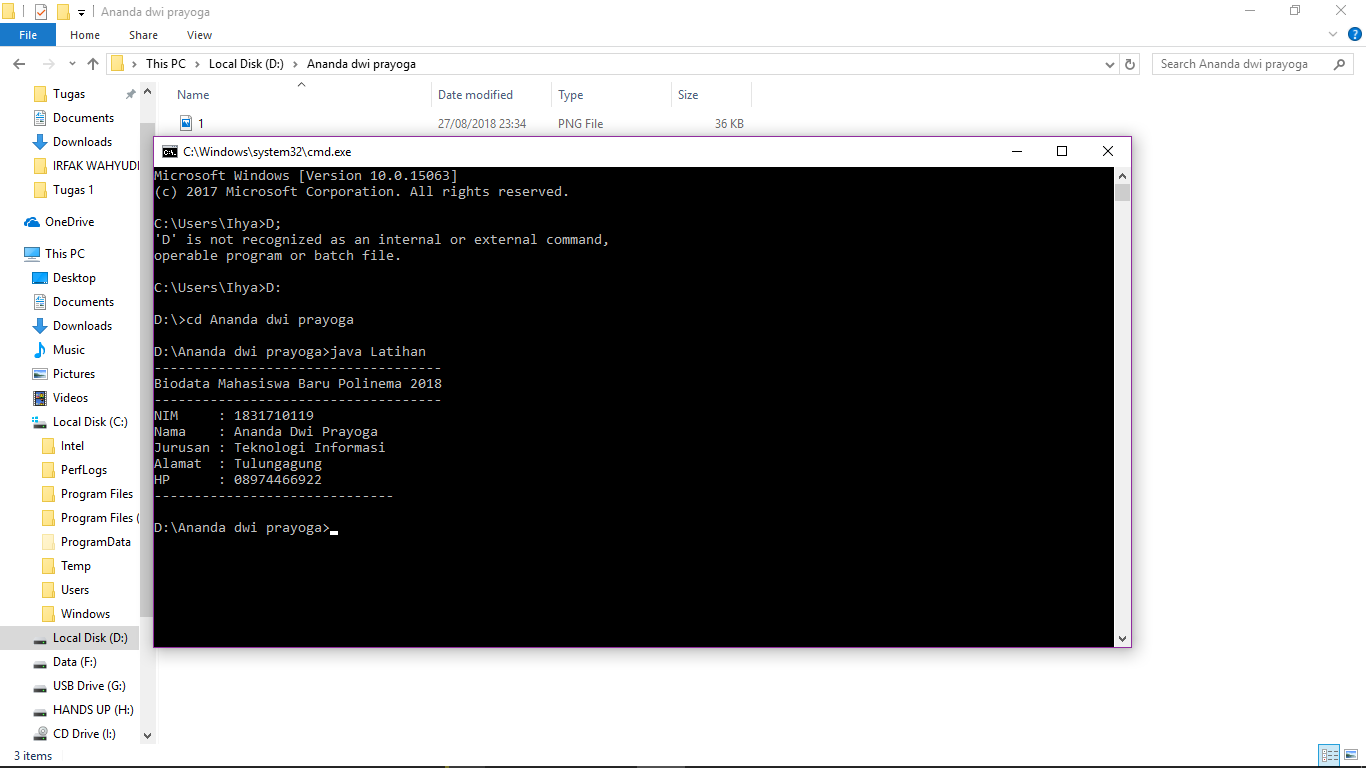 Ananda dwi prayoga
File Home Share View
This PC > Local Disk (D:) > Ananda dwi prayoga
Search Ananda dwi prayoga
Tugas
Documents
Downloads
IRFAK WAHYUDI
Tugas 1
OneDrive
This PC
Desktop
Documents
Downloads
Music
Pictures
Videos
Local Disk (C:)
Intel
PerfLogs
Program Files
Program Files (
ProgramData
Temp
Users
Windows
Local Disk (D:)
Data (F:)
USB Drive (G:)
HANDS UP (H:)
CD Drive (I:)
Name Date modified Type Size
1 27/08/2018 23:34 PNG File 36 KB
C:\Windows\system32\cmd.exe
Microsoft Windows [Version 10.0.15063]
(c) 2017 Microsoft Corporation. All rights reserved.
C:\Users\Ihya>D;
'D' is not recognized as an internal or external command,
operable program or batch file.
C:\Users\Ihya>D:
D:\>cd Ananda dwi prayoga
D:\Ananda dwi prayoga>java Latihan
------------------------------------
Biodata Mahasiswa Baru Polinema 2018
------------------------------------
NIM     : 1831710119
Nama    : Ananda Dwi Prayoga
Jurusan : Teknologi Informasi
Alamat  : Tulungagung
HP      : 08974466922
------------------------------
D:\Ananda dwi prayoga>
3 items